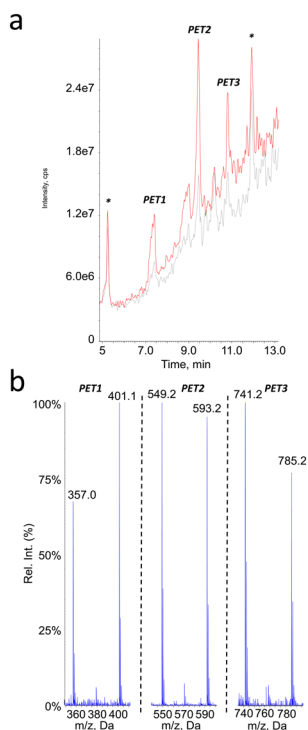 a
PET2
*
PET3
*
PET1
Intensity, cps
2.4e7
1.8e7
1.2e7
6.0e6
0
5 7.0 9.0 11.0 13.0
Time, min
b
PET1 PET2 PET3
401.1 549.2 741.2
593.2
785.2
357.0
Rel. Int. (%)
100%
75%
50%
25%
0%
360 380 400 550 570 590 740 760 780
m/z, Da m/z, Da m/z, Da